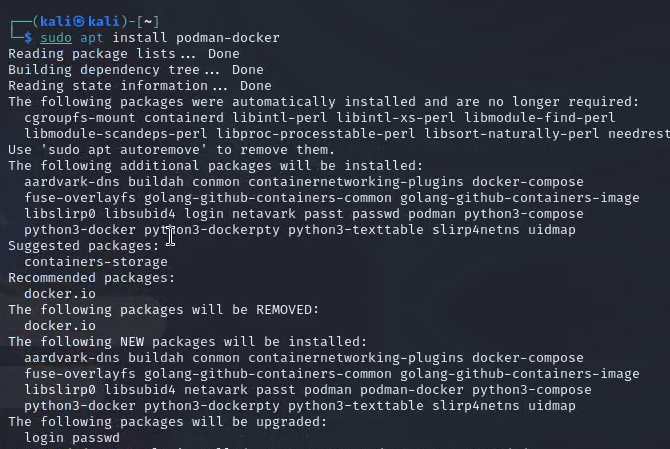 ┌──(kali㉿kali)-[~]
└─$ sudo apt install podman-docker
Reading package lists... Done
Building dependency tree... Done
Reading state information... Done
The following packages were automatically installed and are no longer required:
  cgroupfs-mount containerd libintl-perl libintl-xs-perl libmodule-find-perl
  libmodule-scandeps-perl libproc-processtable-perl libsort-naturally-perl needrest
Use 'sudo apt autoremove' to remove them.
The following additional packages will be installed:
  aardvark-dns buildah conmon containernetworking-plugins docker-compose
  fuse-overlayfs golang-github-containers-common golang-github-containers-image
  libslirp0 libsubid4 login netavark passt passwd podman python3-compose
  python3-docker python3-dockerpty python3-texttable slirp4netns uidmap
Suggested packages:
  containers-storage
Recommended packages:
  docker.io
The following packages will be REMOVED:
  docker.io
The following NEW packages will be installed:
  aardvark-dns buildah conmon containernetworking-plugins docker-compose
  fuse-overlayfs golang-github-containers-common golang-github-containers-image
  libslirp0 libsubid4 netavark passt podman podman-docker python3-compose
  python3-docker python3-dockerpty python3-texttable slirp4netns uidmap
The following packages will be upgraded:
  login passwd